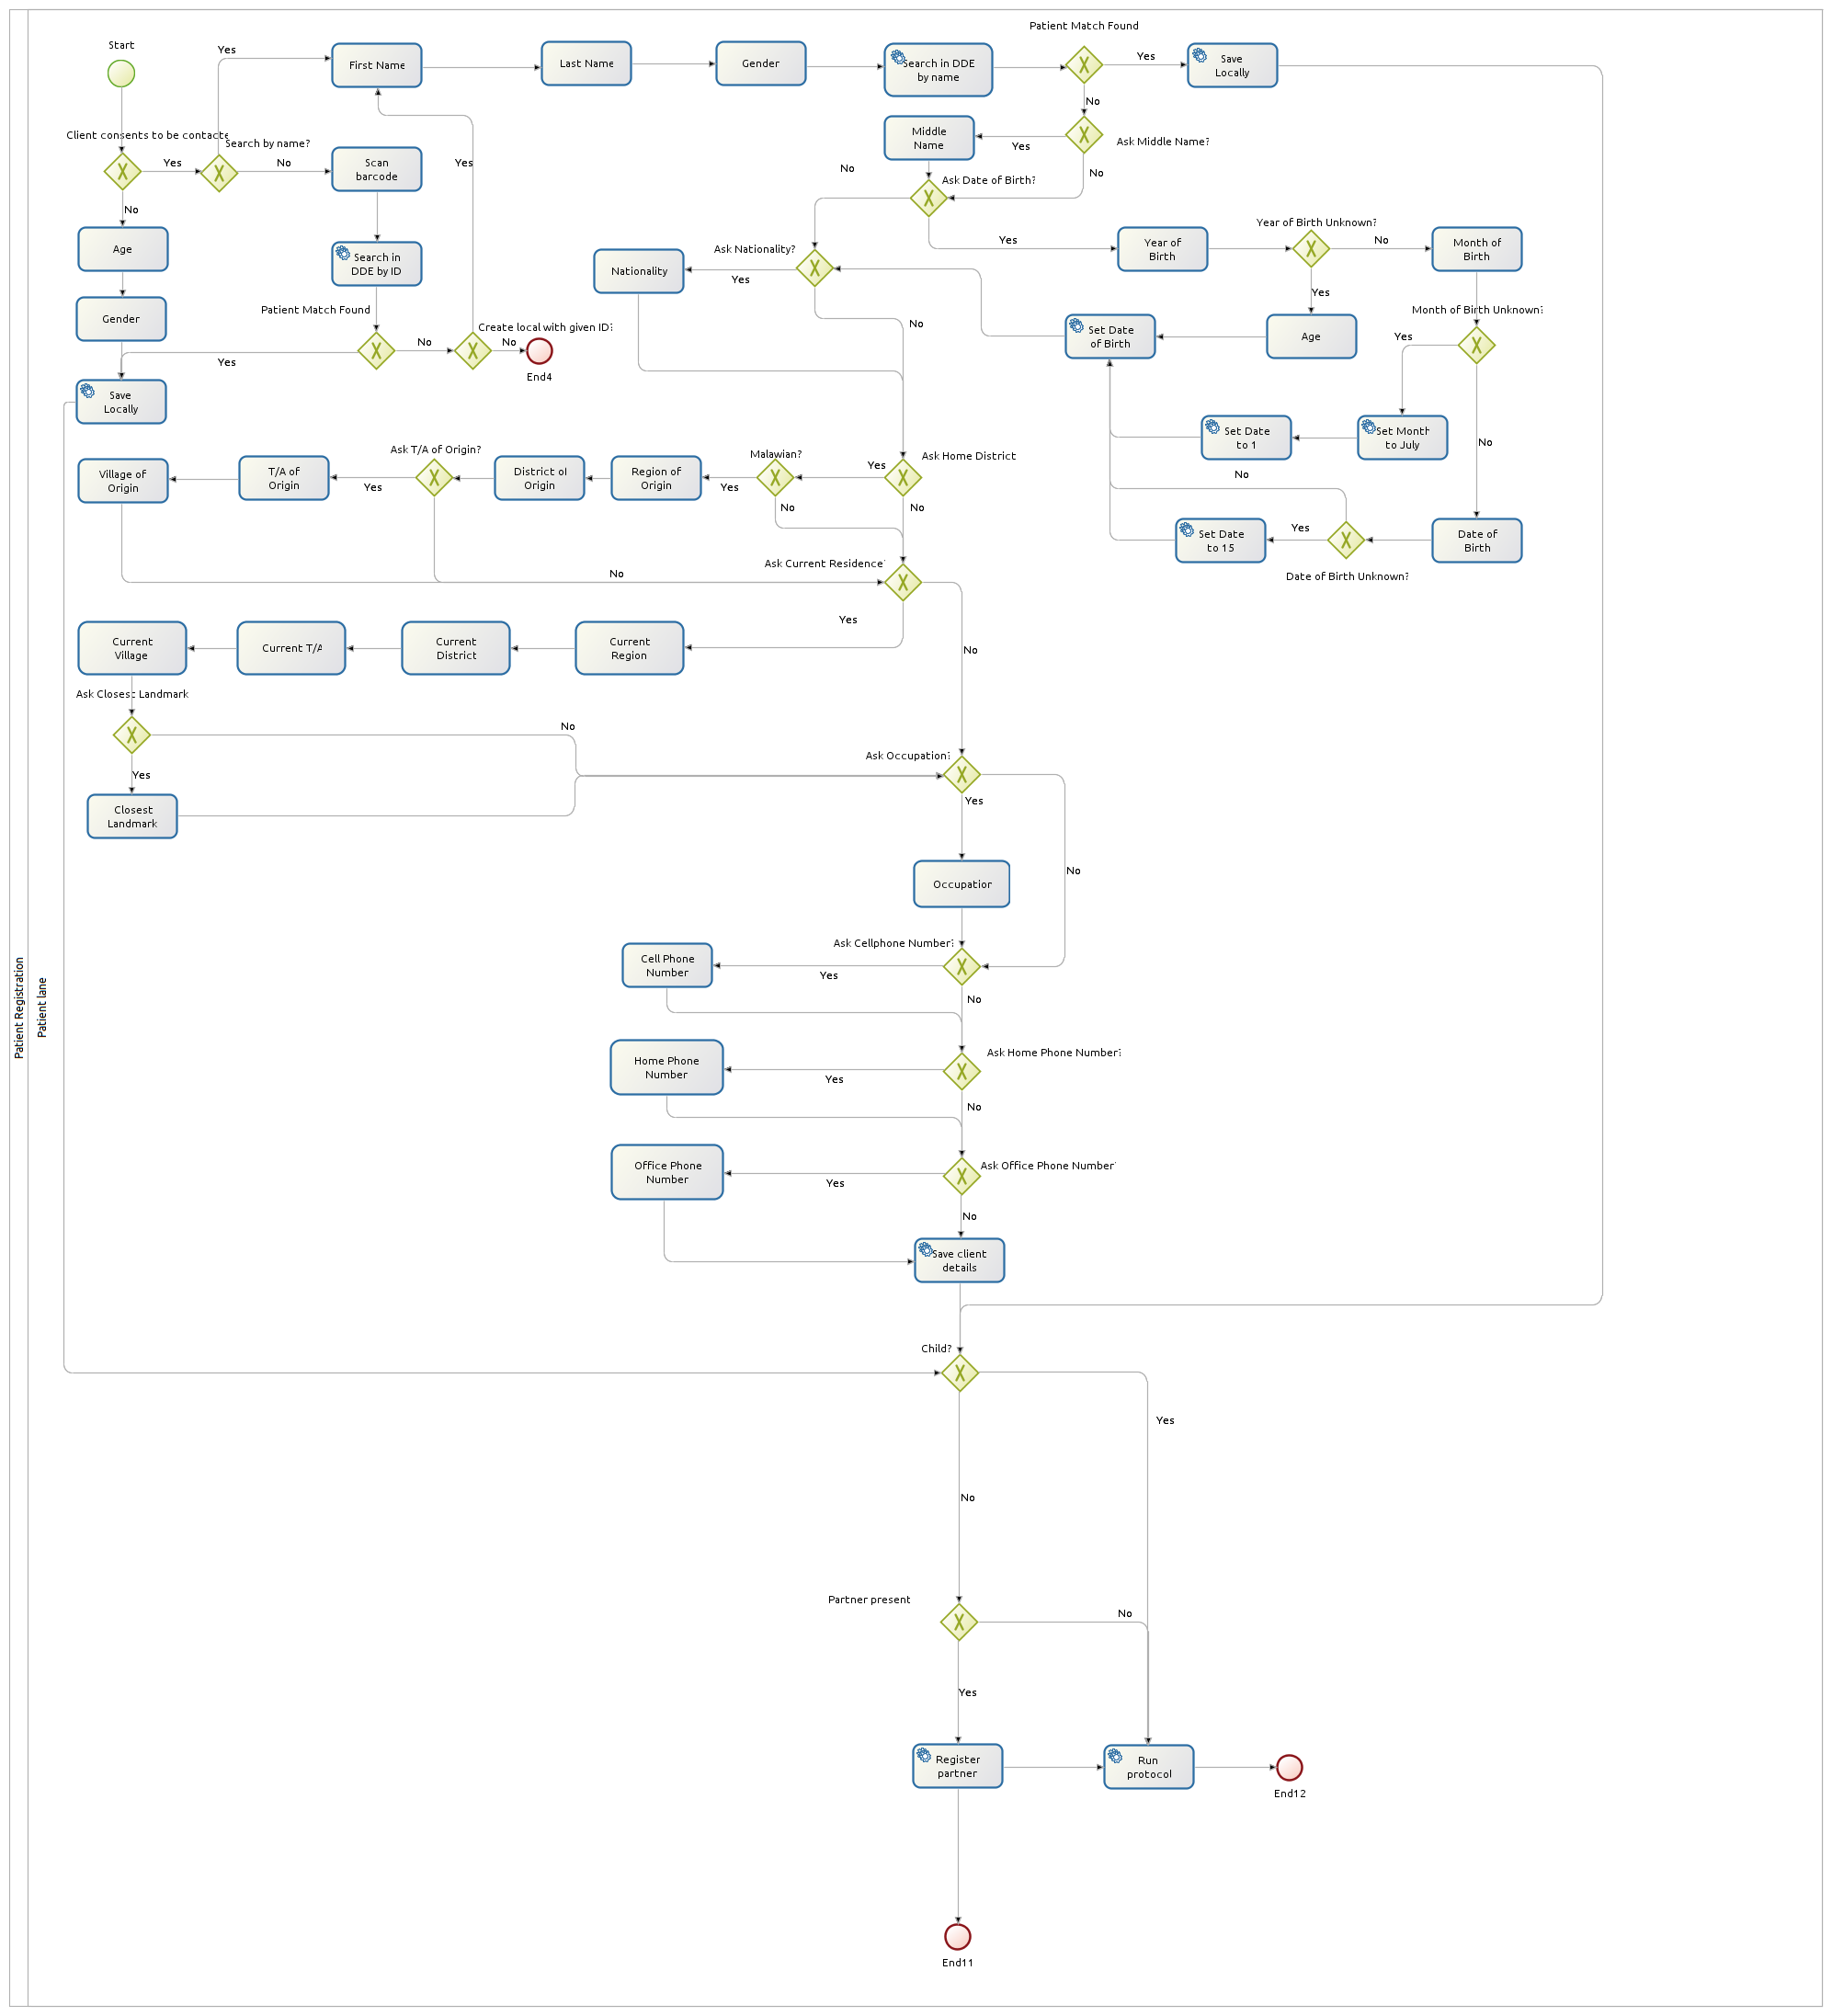 Patient Match Found
Start
Yes
First Name
Last Name
Gender
Search in DDE
by name
Yes
Save
Locally
No
Client consents to be contacte
Search by name?
Yes
No
Scan
barcode
Yes
Middle
Name
Yes
Ask Middle Name?
No
No
Ask Date of Birth?
No
Age
Search in
DDE by ID
Ask Nationality?
Nationality
Yes
Yes
Year of
Birth
Year of Birth Unknown?
No
Month of
Birth
Yes
Gender
Patient Match Found
No
Create local with given ID?
No
End4
Yes
No
Set Date
of Birth
Age
Month of Birth Unknown?
Yes
Save
Locally
Set Date
to 1
Set Month
to July
No
Village of
Origin
T/A of
Origin
Ask T/A of Origin?
Yes
District of
Origin
Region of
Origin
Malawian?
Yes
No
Yes
Ask Home District
No
No
Set Date
to 15
Yes
Date of
Birth
Date of Birth Unknown?
Ask Current Residence?
No
Current
Village
Current T/A
Current
District
Current
Region
Yes
No
Ask Closest Landmark
No
Yes
Closest
Landmark
Ask Occupation?
Yes
No
Occupation
Ask Cellphone Number?
Cell Phone
Number
Yes
No
Home Phone
Number
Yes
Ask Home Phone Number?
No
Office Phone
Number
Yes
Ask Office Phone Number?
No
Save client
details
Patient Registration
Patient lane
Child?
Yes
No
Partner present
No
Yes
Register
partner
Run
protocol
End12
End11